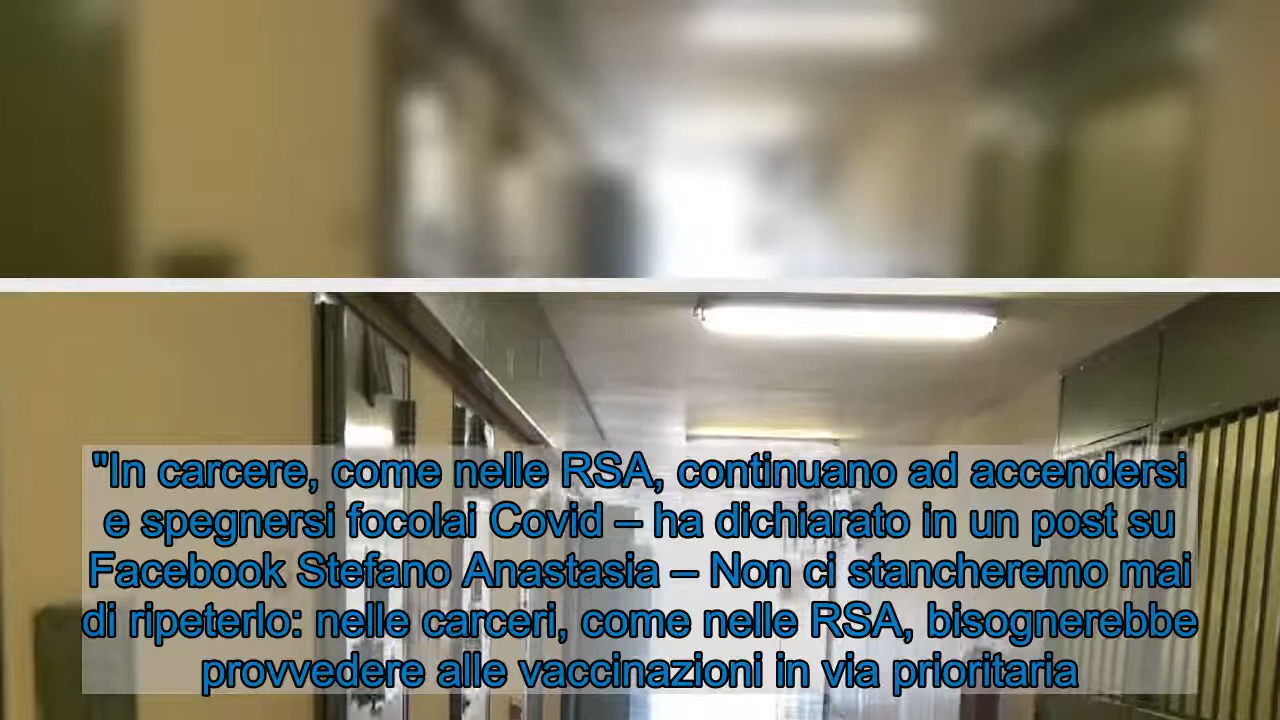 "In carcere, come nelle RSA, continuano ad accendersi
e spegnersi focolai Covid – ha dichiarato in un post su
Facebook Stefano Anastasia – Non ci stancheremo mai
di ripeterlo: nelle carceri, come nelle RSA, bisognerebbe
provvedere alle vaccinazioni in via prioritaria